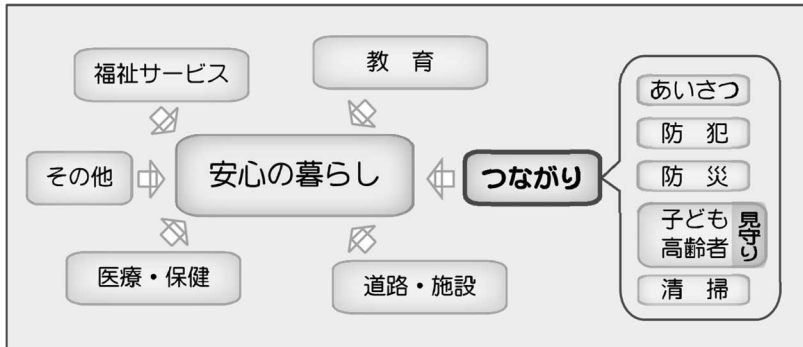 福祉サービス
教 育
その他
安心の暮らし
つながり
医療・保健
道路・施設
あいさつ
防 犯
防 災
子ども
高齢者
見守り
清 掃